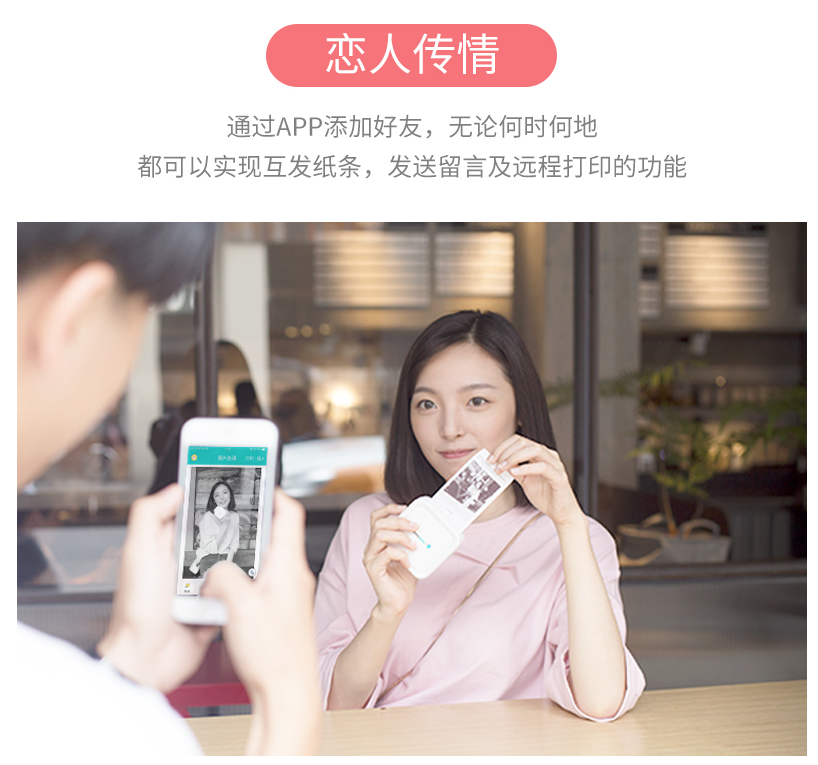 恋人传情
通过APP添加好友，无论何时何地
都可以实现互发纸条，发送留言及远程打印的功能